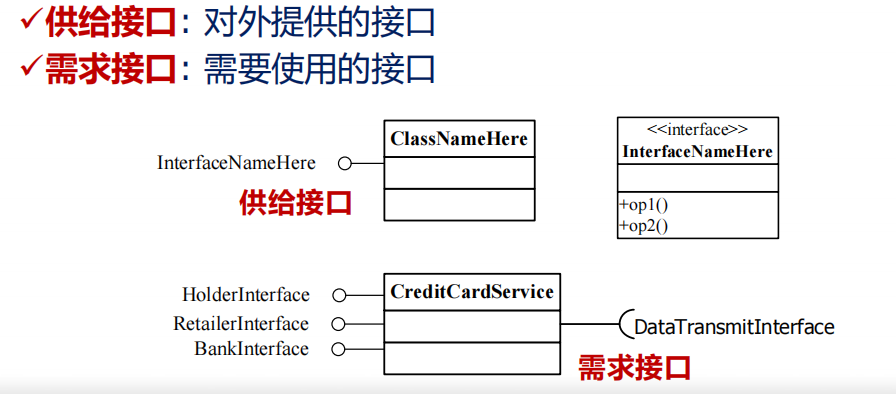 ✓供给接口：对外提供的接口
✓需求接口：需要使用的接口
ClassNameHere
InterfaceNameHere
供给接口
<<interface>>
InterfaceNameHere
+op1()
+op2()
HolderInterface
RetailerInterface
BankInterface
CreditCardService
DataTransmitInterface
需求接口